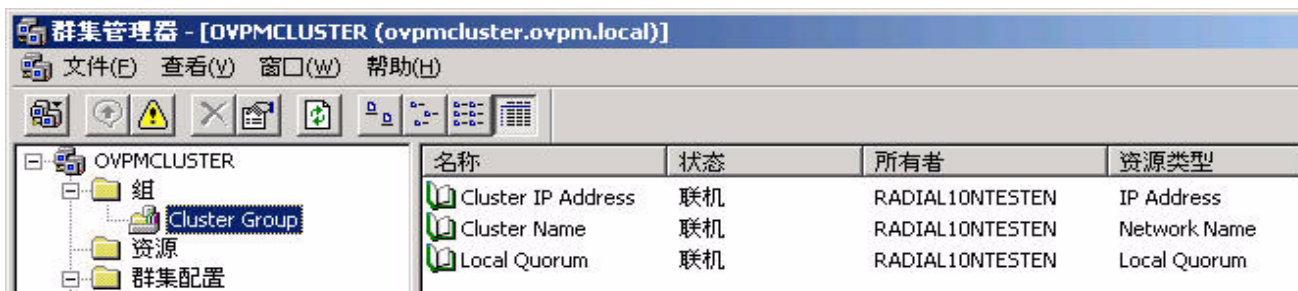 群集管理器 - [OVPMCLUSTER (ovpmcluster.ovpm.local)]
文件(F) 查看(V) 窗口(W) 帮助(H)
OVPMCLUSTER
组
Cluster Group
资源
群集配置
名称 状态 所有者 资源类型
Cluster IP Address 联机 RADIAL10NTESTEN IP Address
Cluster Name 联机 RADIAL10NTESTEN Network Name
Local Quorum 联机 RADIAL10NTESTEN Local Quorum